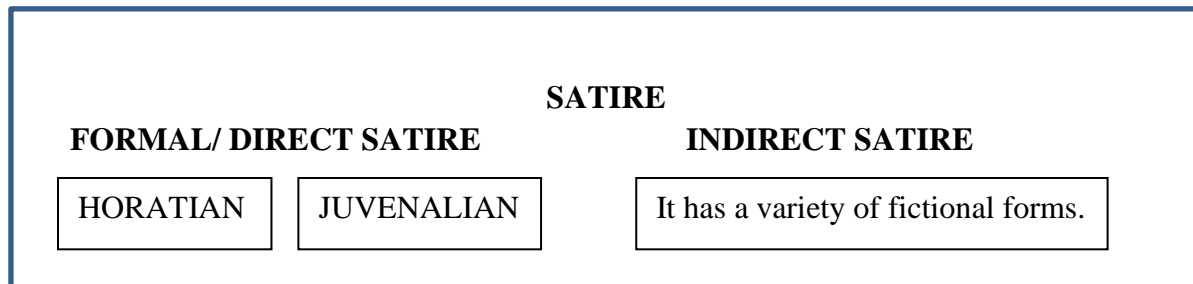 SATIRE
FORMAL/ DIRECT SATIRE INDIRECT SATIRE
HORATIAN JUVENALIAN It has a variety of fictional forms.